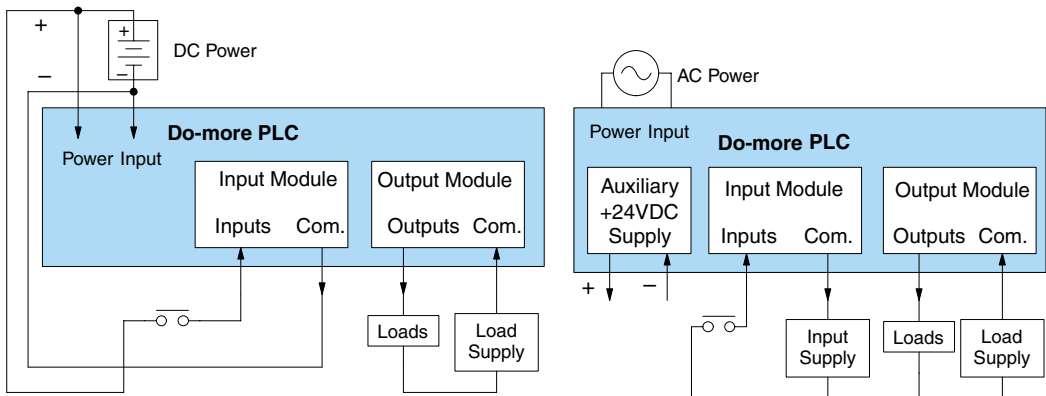 +
+
−
−
DC Power
Do-more PLC
Power Input
Input Module
Inputs Com.
Output Module
Outputs Com.
Loads
Load
Supply
AC Power
Power Input
Do-more PLC
Auxiliary
+24VDC
Supply
+
−
Input Module
Inputs Com.
Output Module
Outputs Com.
Input
Supply
Loads
Load
Supply